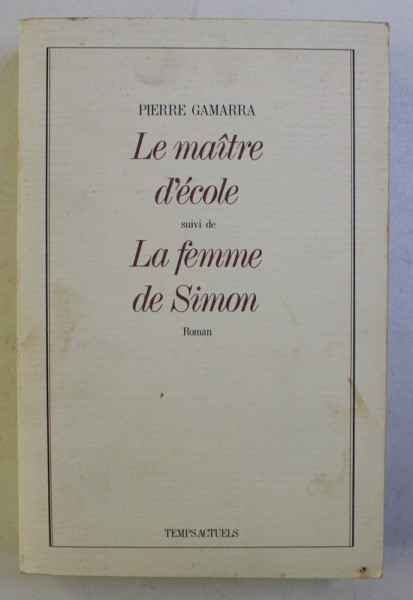 PIERRE GAMARRA
Le maître
d'école
suivi de
La femme
de Simon
Roman
TEMPS ACTUELS